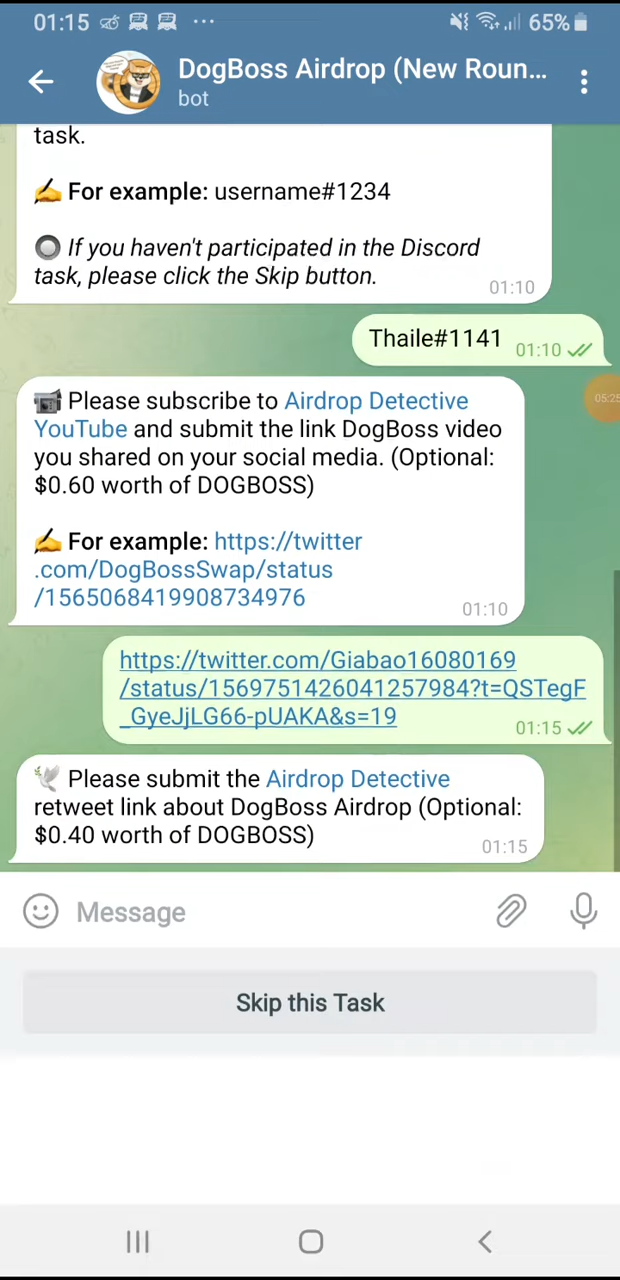 01:15
65%
DogBoss Airdrop (New Roun...
bot
task.
For example: username#1234
If you haven't participated in the Discord
task, please click the Skip button.
01:10
Thaile#1141
01:10
Please subscribe to Airdrop Detective
YouTube and submit the link DogBoss video
you shared on your social media. (Optional:
$0.60 worth of DOGBOSS)
For example: https://twitter
.com/DogBossSwap/status
/1565068419908734976
01:10
https://twitter.com/Giabao16080169
/status/1569751426041257984?t=QSTegF
_GyeJjLG66-pUAKA&s=19
01:15
Please submit the Airdrop Detective
retweet link about DogBoss Airdrop (Optional:
$0.40 worth of DOGBOSS)
01:15
Message
Skip this Task